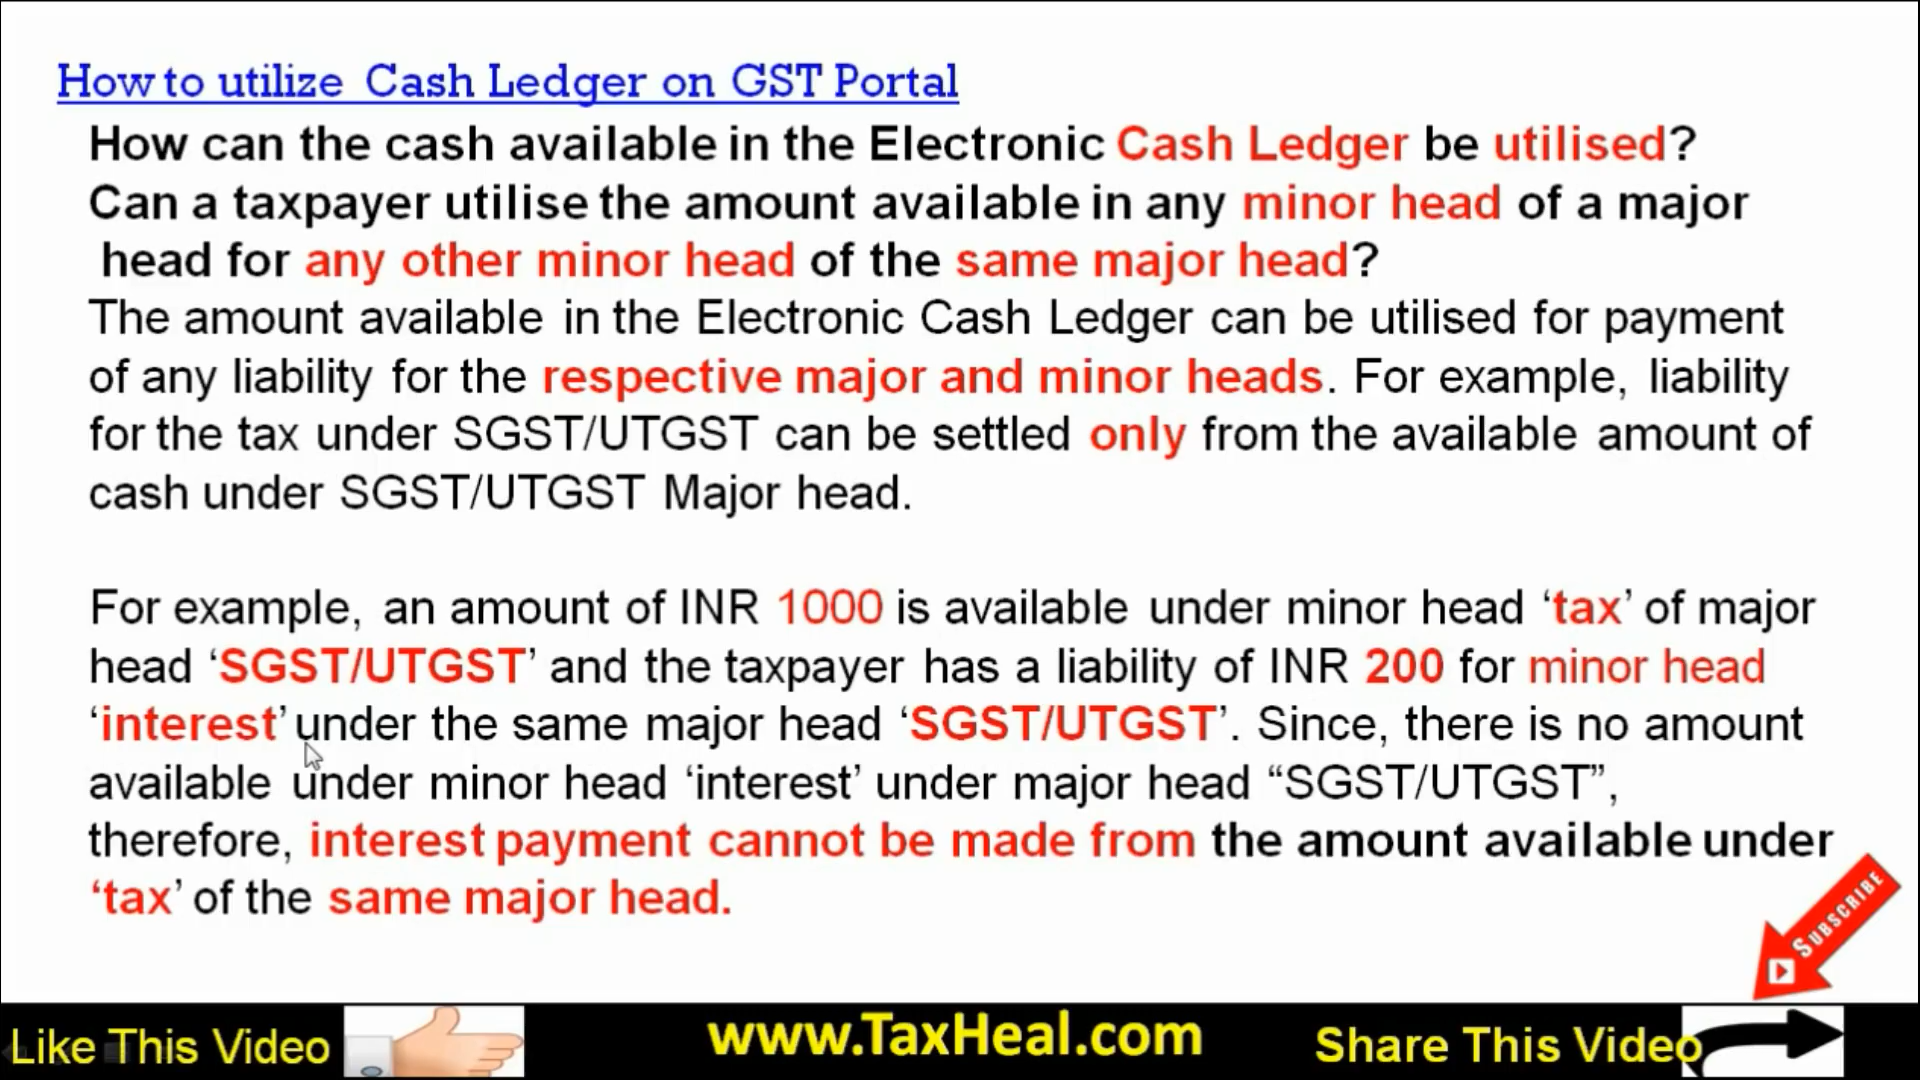 How to utilize Cash Ledger on GST Portal
How can the cash available in the Electronic Cash Ledger be utilised?
Can a taxpayer utilise the amount available in any minor head of a major
head for any other minor head of the same major head?
The amount available in the Electronic Cash Ledger can be utilised for payment
of any liability for the respective major and minor heads. For example, liability
for the tax under SGST/UTGST can be settled only from the available amount of
cash under SGST/UTGST Major head.
For example, an amount of INR 1000 is available under minor head ‘tax’ of major
head ‘SGST/UTGST’ and the taxpayer has a liability of INR 200 for minor head
‘interest’ under the same major head ‘SGST/UTGST’. Since, there is no amount
available under minor head ‘interest’ under major head “SGST/UTGST”,
therefore, interest payment cannot be made from the amount available under
‘tax’ of the same major head.
SUBSCRIBE
Like This Video
www.TaxHeal.com
Share This Video